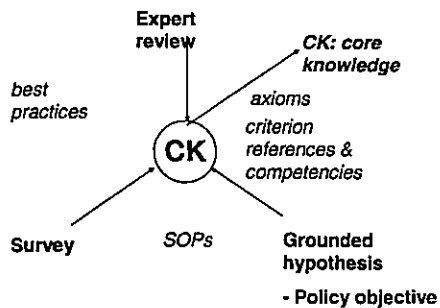 Expert
review
CK: core
knowledge
best
practices
axioms
criterion
references &
competencies
CK
Survey
SOPs
Grounded
hypothesis
- Policy objective